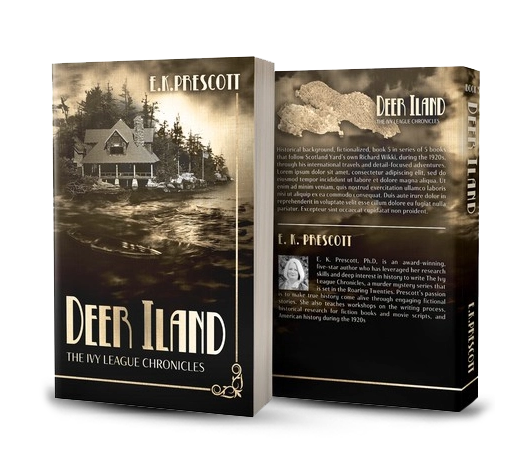 E.K.PRESCOTT
DEER ILAND
THE IVY LEAGUE CHRONICLES
DEER ILAND
THE IVY LEAGUE CHRONICLES
Historical background, fictionalized, book 5 in series of 5 books
that follow Scotland Yard's own Richard Wikki, during the 1920s,
through his international travels and detail-focused adventures.
Lorem ipsum dolor sit amet, consectetur adipiscing elit, sed do
eiusmod tempor incididunt ut labore et dolore magna aliqua. Ut
enim ad minim veniam, quis nostrud exercitation ullamco laboris
nisi ut aliquip ex ea commodo consequat. Duis aute irure dolor in
reprehenderit in voluptate velit esse cillum dolore eu fugiat nulla
pariatur. Excepteur sint occaecat cupidatat non proident.
E. K. PRESCOTT
E. K. Prescott, Ph.D, is an award-winning,
five-star author who has leveraged her research
skills and deep interest in history to write The Ivy
League Chronicles, a murder mystery series that
is set in the Roaring Twenties. Prescott's passion
is to make true history come alive through engaging fictional
stories. She also teaches workshops on the writing process,
historical research for fiction books and movie scripts, and
American history during the 1920s
BOOK
DEER ILAND
E.K.PRESCOTT